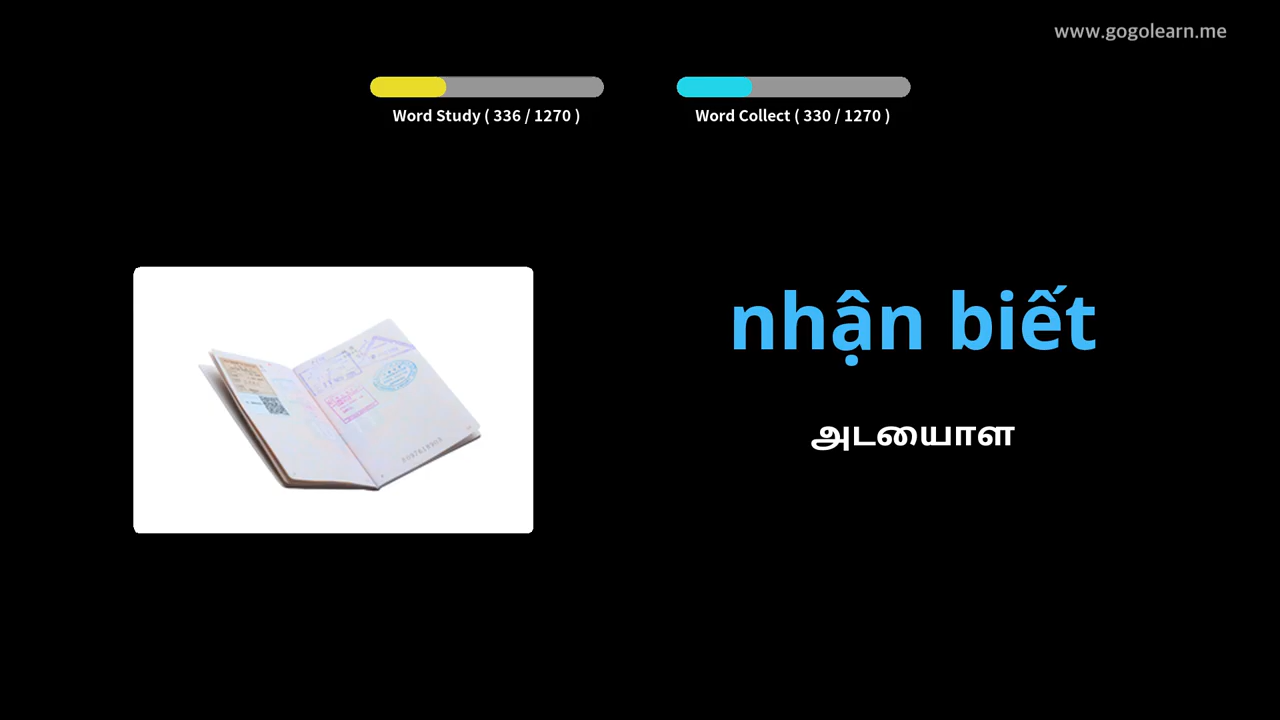 www.gogolearn.me
Word Study ( 336 / 1270 )
Word Collect ( 330 / 1270 )
nhận biết
அடையாள